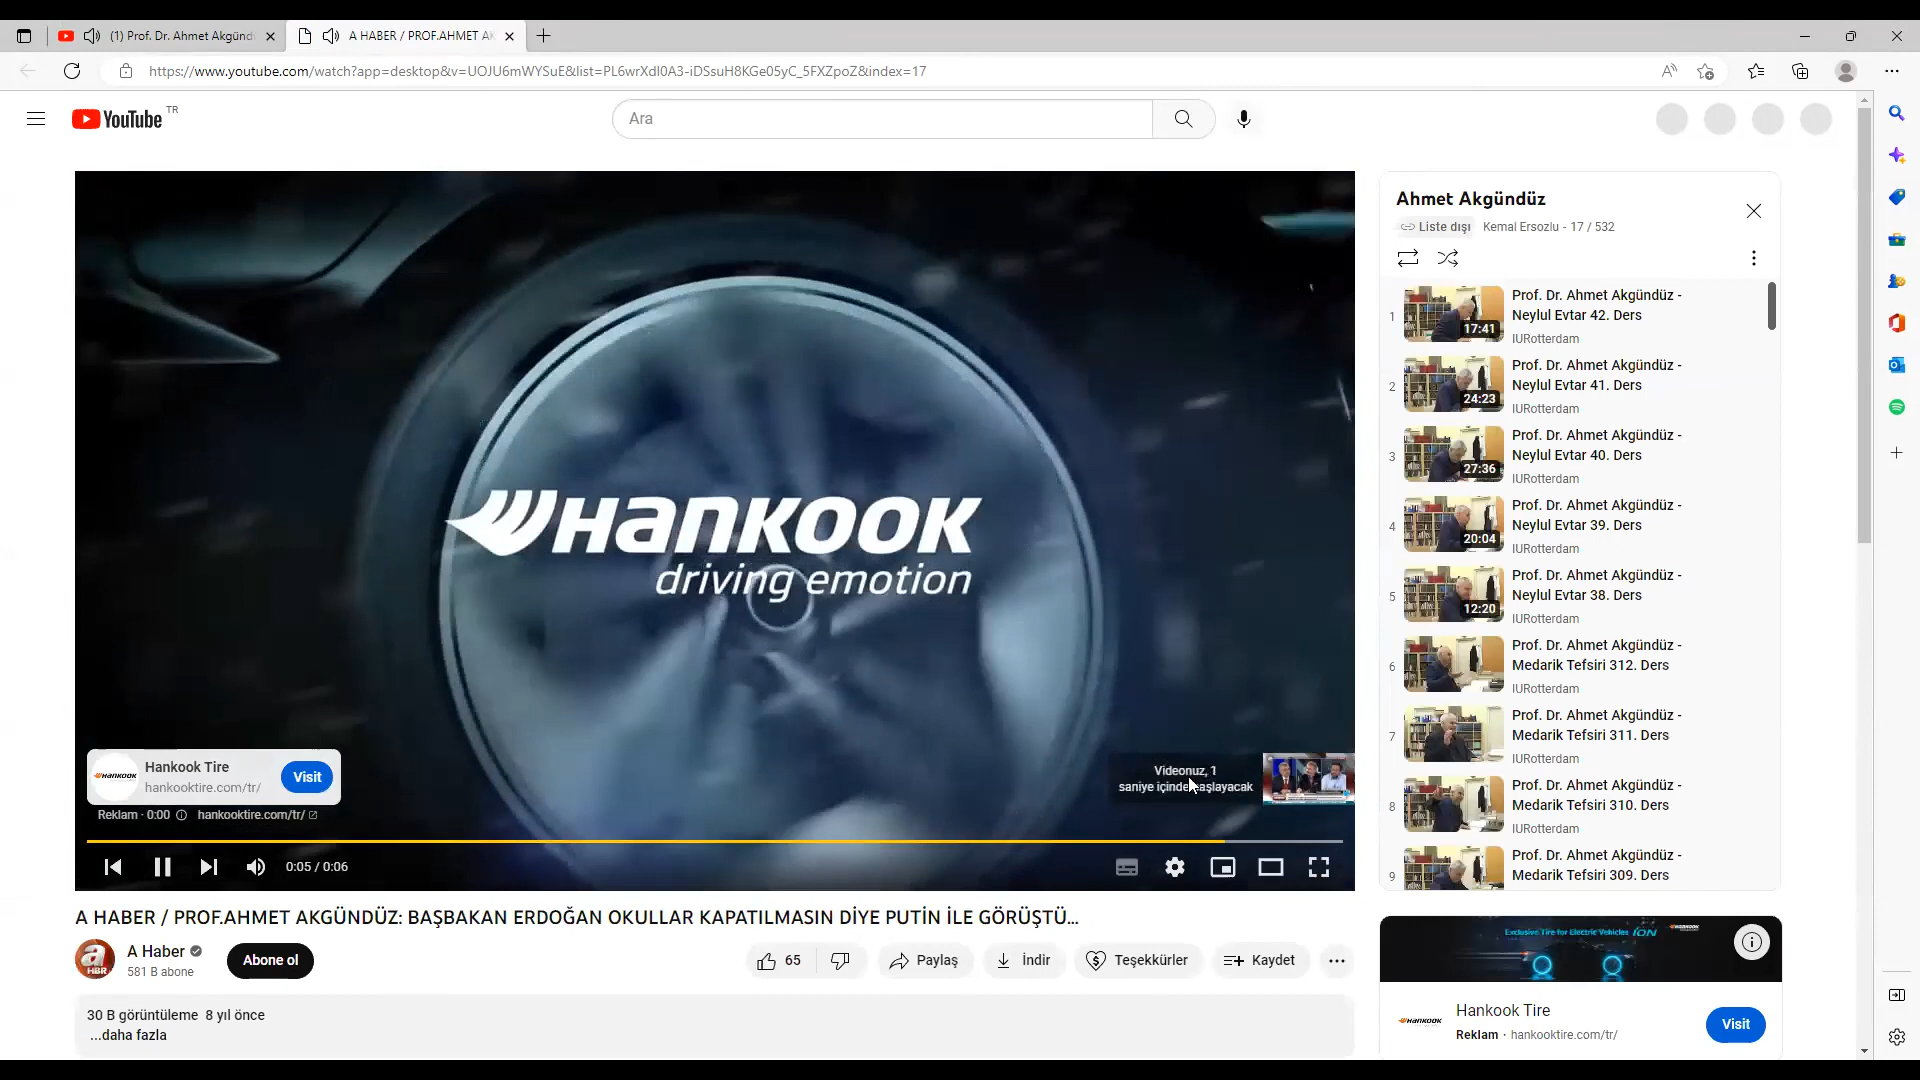 (1) Prof. Dr. Ahmet Akgünd
A HABER / PROF.AHMET AK
https://www.youtube.com/watch?app=desktop&v=UOJU6mWYSuE&list=PL6wrXdl0A3-iDSsuH8KGe05yC_5FXZpoZ&index=17
YouTube TR
Ara
HANKOOK
driving emotion
Hankook Tire
hankooktire.com/tr/
Visit
Reklam · 0:00
hankooktire.com/tr/
Videonuz, 1
saniye içinde başlayacak
0:05 / 0:06
A HABER / PROF.AHMET AKGÜNDÜZ: BAŞBAKAN ERDOĞAN OKULLAR KAPATILMASIN DİYE PUTİN İLE GÖRÜŞTÜ...
A Haber
581 B abone
Abone ol
65
Paylaş
İndir
Teşekkürler
Kaydet
30 B görüntüleme 8 yıl önce
...daha fazla
Ahmet Akgündüz
Liste dışı Kemal Ersozlu - 17 / 532
1
17:41
Prof. Dr. Ahmet Akgündüz -
Neylul Evtar 42. Ders
IURotterdam
2
24:23
Prof. Dr. Ahmet Akgündüz -
Neylul Evtar 41. Ders
IURotterdam
3
27:36
Prof. Dr. Ahmet Akgündüz -
Neylul Evtar 40. Ders
IURotterdam
4
20:04
Prof. Dr. Ahmet Akgündüz -
Neylul Evtar 39. Ders
IURotterdam
5
12:20
Prof. Dr. Ahmet Akgündüz -
Neylul Evtar 38. Ders
IURotterdam
6
Prof. Dr. Ahmet Akgündüz -
Medarik Tefsiri 312. Ders
IURotterdam
7
Prof. Dr. Ahmet Akgündüz -
Medarik Tefsiri 311. Ders
IURotterdam
8
Prof. Dr. Ahmet Akgündüz -
Medarik Tefsiri 310. Ders
IURotterdam
9
Prof. Dr. Ahmet Akgündüz -
Medarik Tefsiri 309. Ders
Exclusive Tire for Electric Vehicles iON HANKOOK
HANKOOK
Hankook Tire
Reklam · hankooktire.com/tr/
Visit